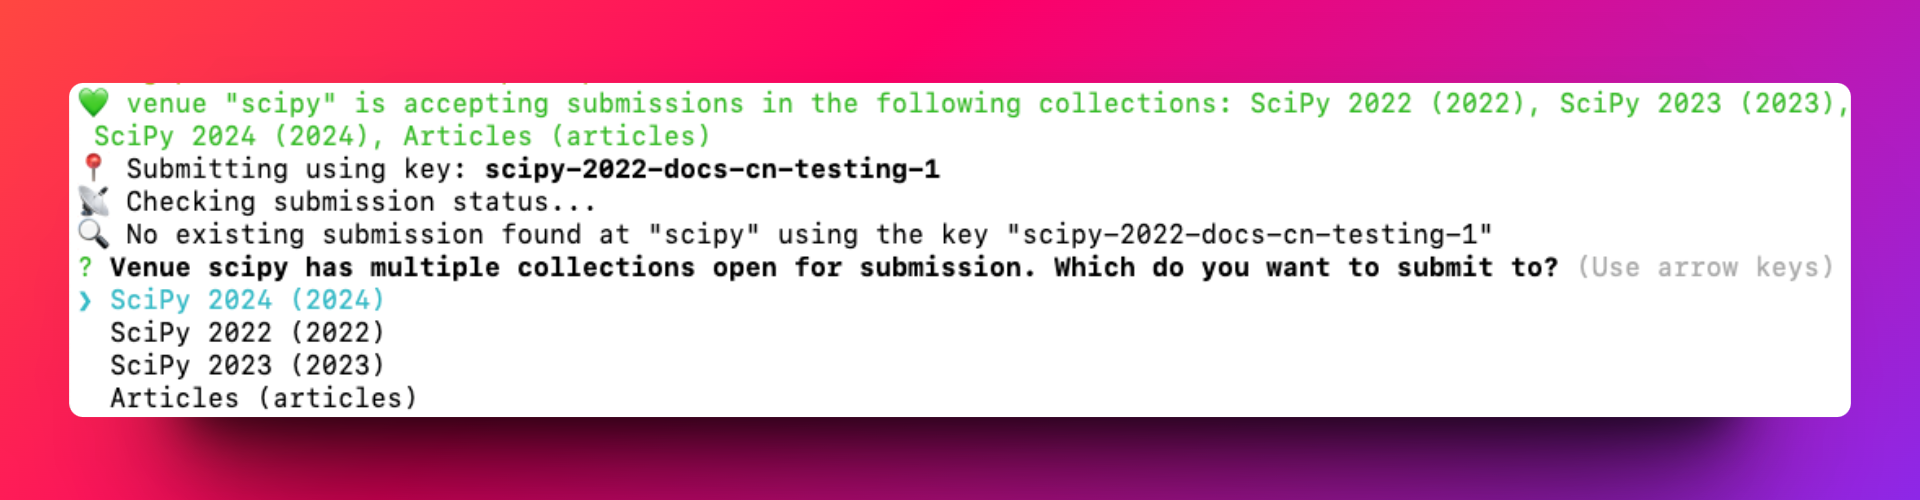 💚 venue "scipy" is accepting submissions in the following collections: SciPy 2022 (2022), SciPy 2023 (2023),
SciPy 2024 (2024), Articles (articles)
📍 Submitting using key: scipy-2022-docs-cn-testing-1
📡 Checking submission status...
🔍 No existing submission found at "scipy" using the key "scipy-2022-docs-cn-testing-1"
? Venue scipy has multiple collections open for submission. Which do you want to submit to? (Use arrow keys)
❯ SciPy 2024 (2024)
SciPy 2022 (2022)
SciPy 2023 (2023)
Articles (articles)